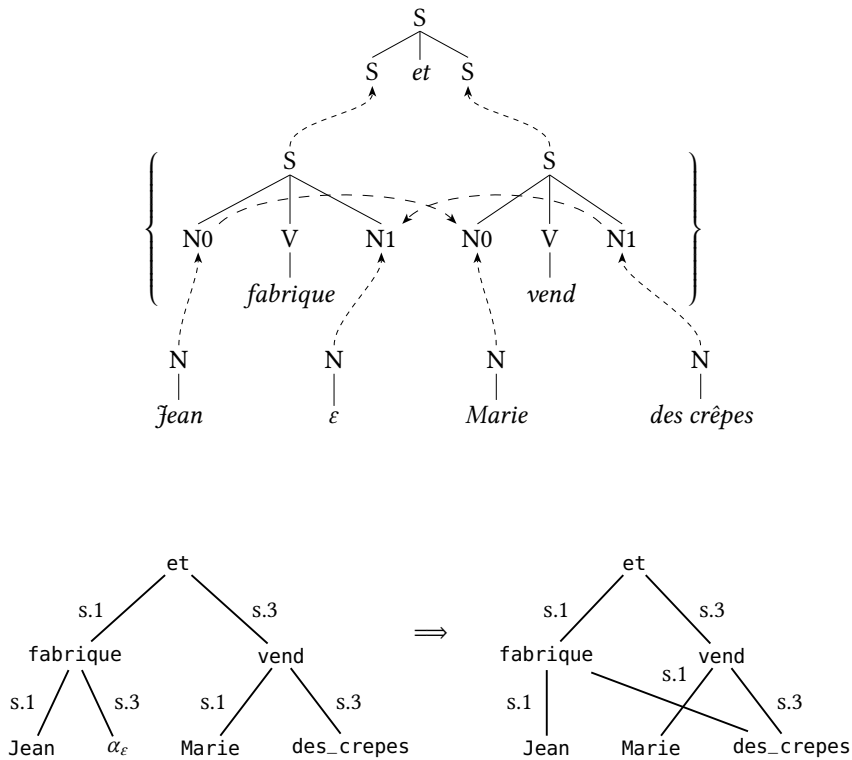 S
S et S
S S
N0 V N1 N0 V N1
fabrique vend
N N N N
Jean ε Marie des crêpes
et et
s.1 s.3 ⟹ s.1 s.3
fabrique vend fabrique vend
s.1 s.3 s.1 s.3 s.1 s.1 s.3
Jean αε Marie des_crepes Jean Marie des_crepes